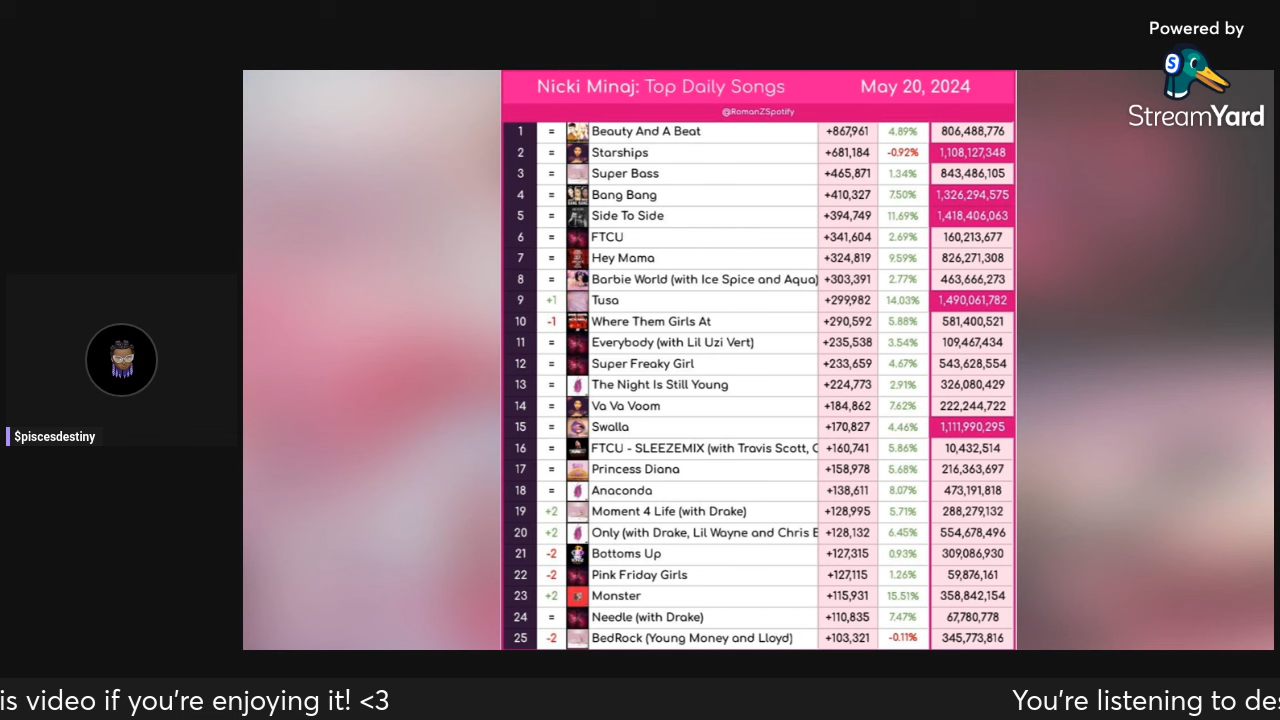 Powered by
StreamYard
Nicki Minaj: Top Daily Songs May 20, 2024
@RomanZSpotify
1 = Beauty And A Beat +867,961 4.89% 806,488,776
2 = Starships +681,184 -0.92% 1,108,127,348
3 = Super Bass +465,871 1.34% 843,486,105
4 = Bang Bang +410,327 7.50% 1,326,294,575
5 = Side To Side +394,749 11.69% 1,418,406,063
6 = FTCU +341,604 2.69% 160,213,677
7 = Hey Mama +324,819 9.59% 826,271,308
8 = Barbie World (with Ice Spice and Aqua) +303,391 2.77% 463,666,273
9 +1 Tusa +299,982 14.03% 1,490,061,782
10 -1 Where Them Girls At +290,592 5.88% 581,400,521
11 = Everybody (with Lil Uzi Vert) +235,538 3.54% 109,467,434
12 = Super Freaky Girl +233,659 4.67% 543,628,554
13 = The Night Is Still Young +224,773 2.91% 326,080,429
14 = Va Va Voom +184,862 7.62% 222,244,722
15 = Swalla +170,827 4.46% 1,111,990,295
16 = FTCU - SLEEZEMIX (with Travis Scott, C +160,741 5.86% 10,432,514
17 = Princess Diana +158,978 5.68% 216,363,697
18 = Anaconda +138,611 8.07% 473,191,818
19 +2 Moment 4 Life (with Drake) +128,995 5.71% 288,279,132
20 +2 Only (with Drake, Lil Wayne and Chris B +128,132 6.45% 554,678,496
21 -2 Bottoms Up +127,315 0.93% 309,086,930
22 -2 Pink Friday Girls +127,115 1.26% 59,876,161
23 +2 Monster +115,931 15.51% 358,842,154
24 = Needle (with Drake) +110,835 7.47% 67,780,778
25 -2 BedRock (Young Money and Lloyd) +103,321 -0.11% 345,773,816
$piscesdestiny
is video if you're enjoying it! <3 You're listening to des